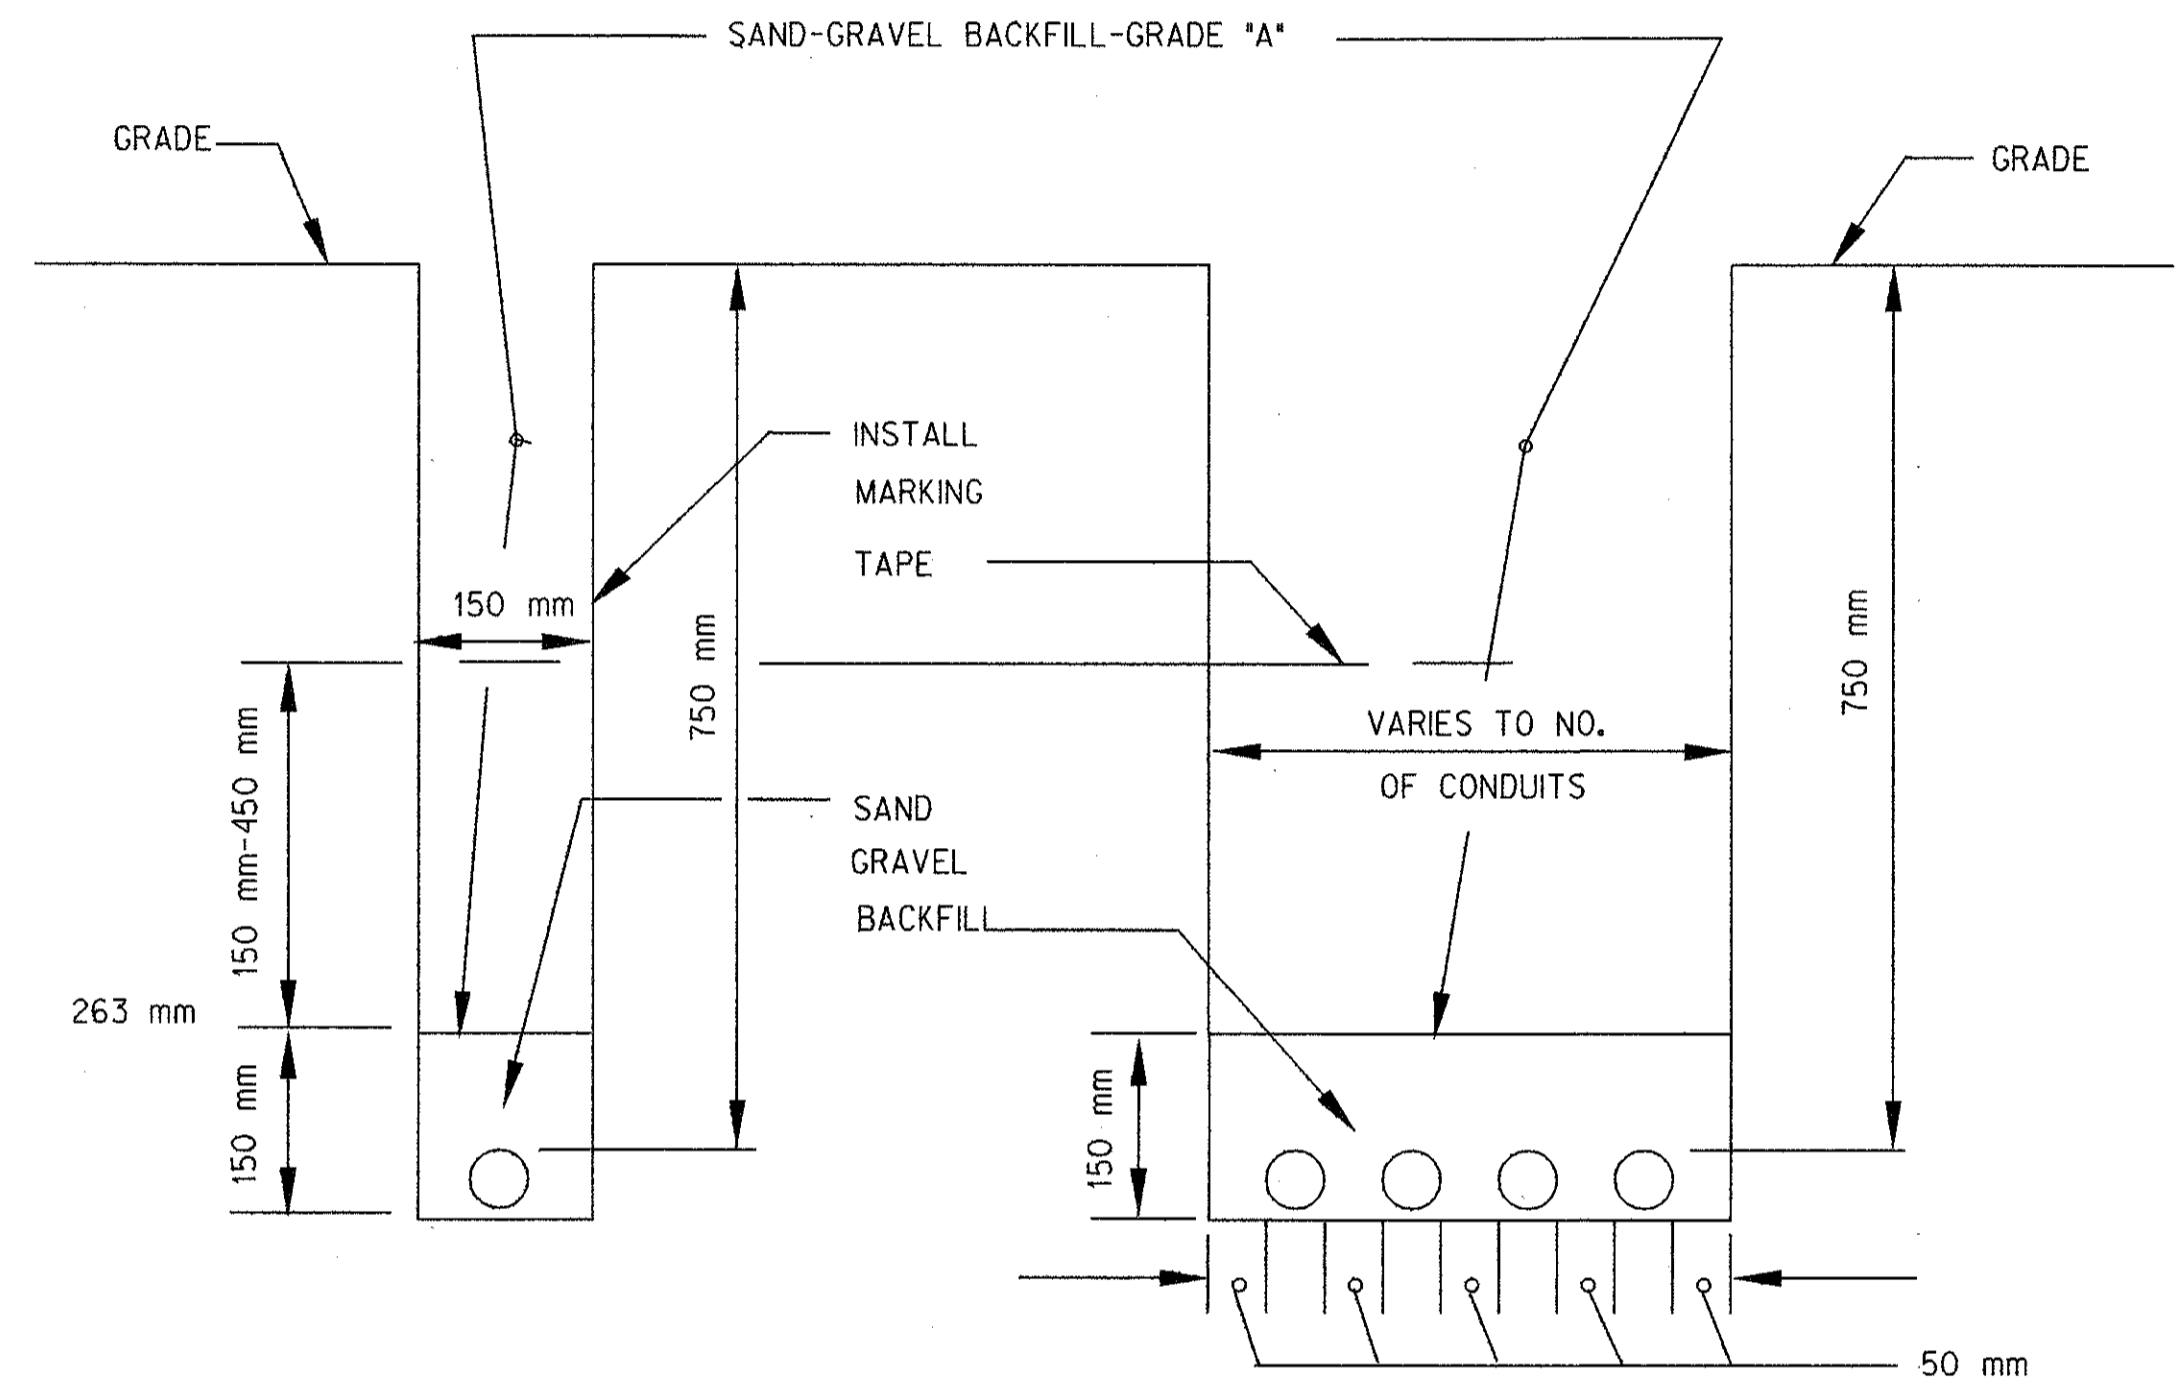 SAND-GRAVEL BACKFILL-GRADE "A"
GRADE
GRADE
INSTALL
MARKING
TAPE
150 mm
750 mm
750 mm
VARIES TO NO.
OF CONDUITS
150 mm-450 mm
SAND
GRAVEL
BACKFILL
263 mm
150 mm
150 mm
50 mm